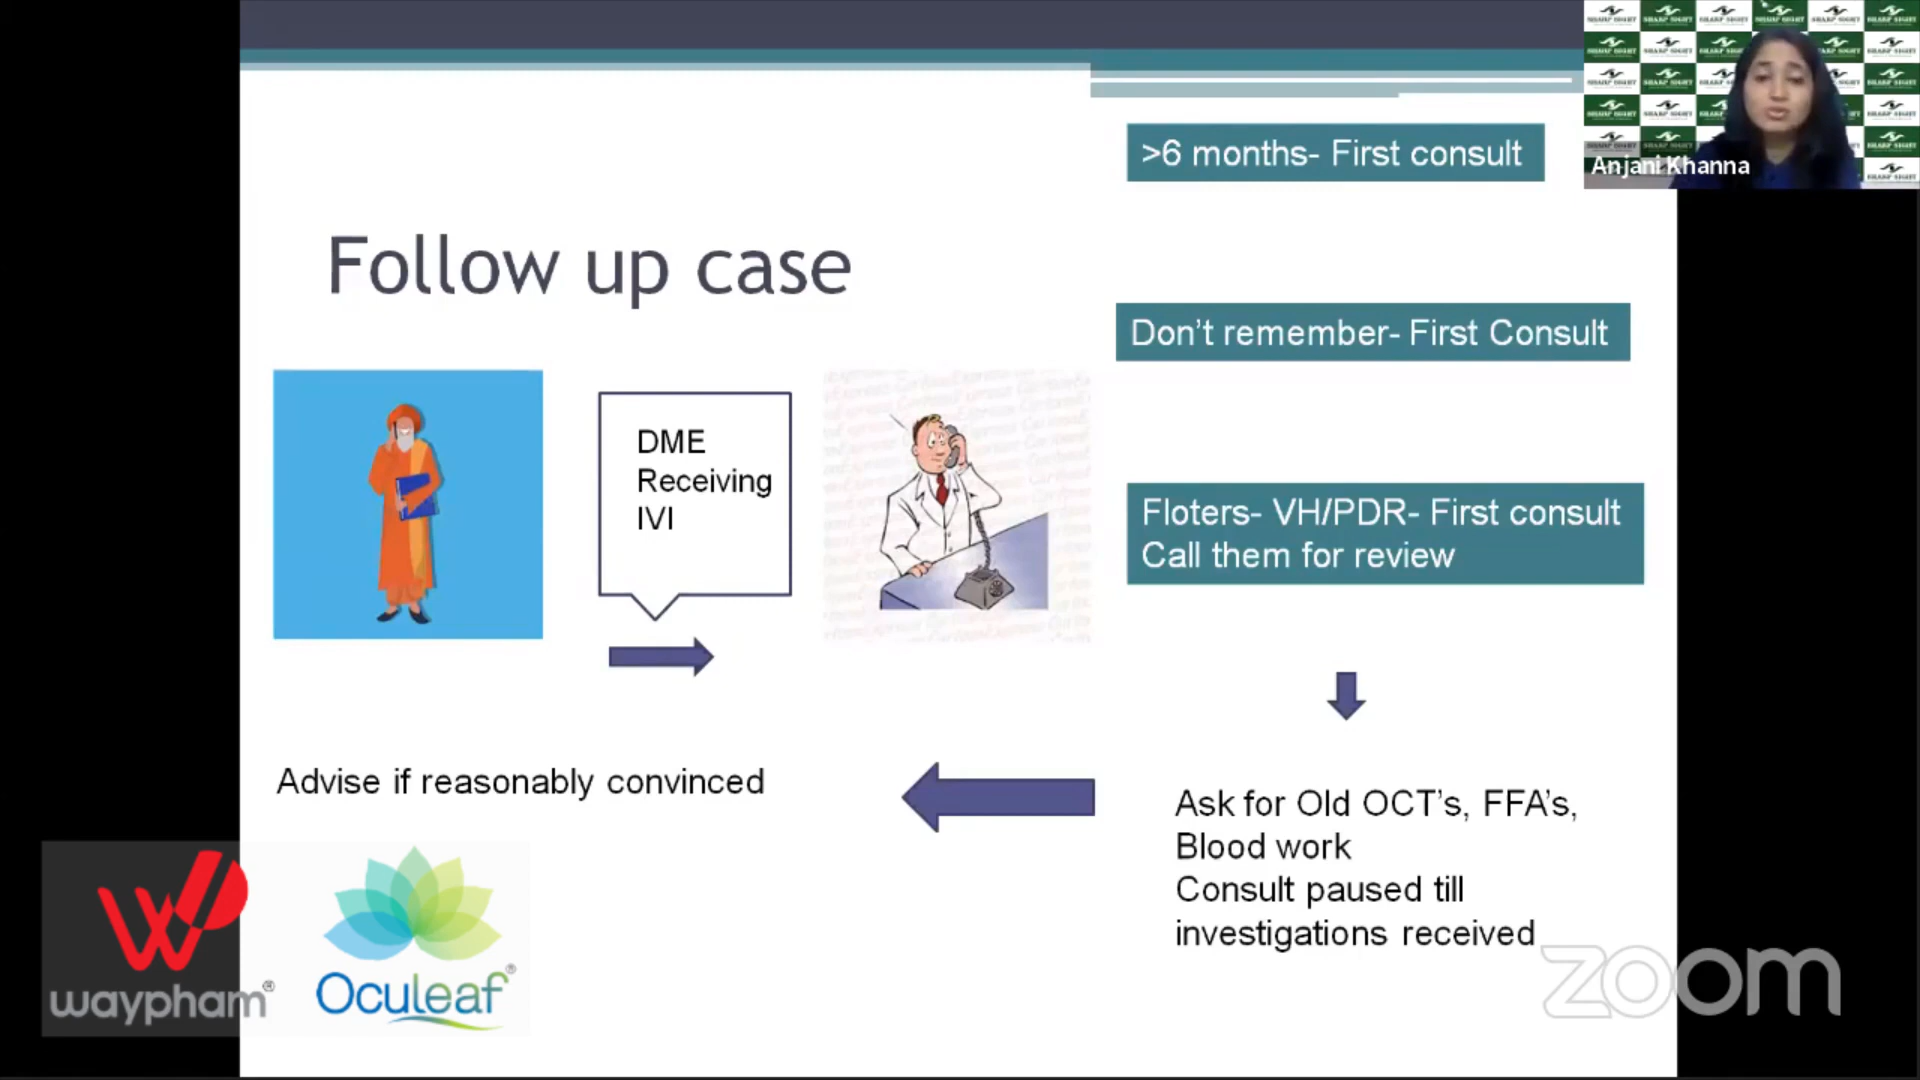 >6 months- First consult
Anjani Khanna
Follow up case
Don't remember- First Consult
DME
Receiving
IVI
Floters- VH/PDR- First consult
Call them for review
Advise if reasonably convinced
Ask for Old OCT's, FFA's,
Blood work
Consult paused till
investigations received
waypham®
Oculeaf®
zoom
SHARP SIGHT